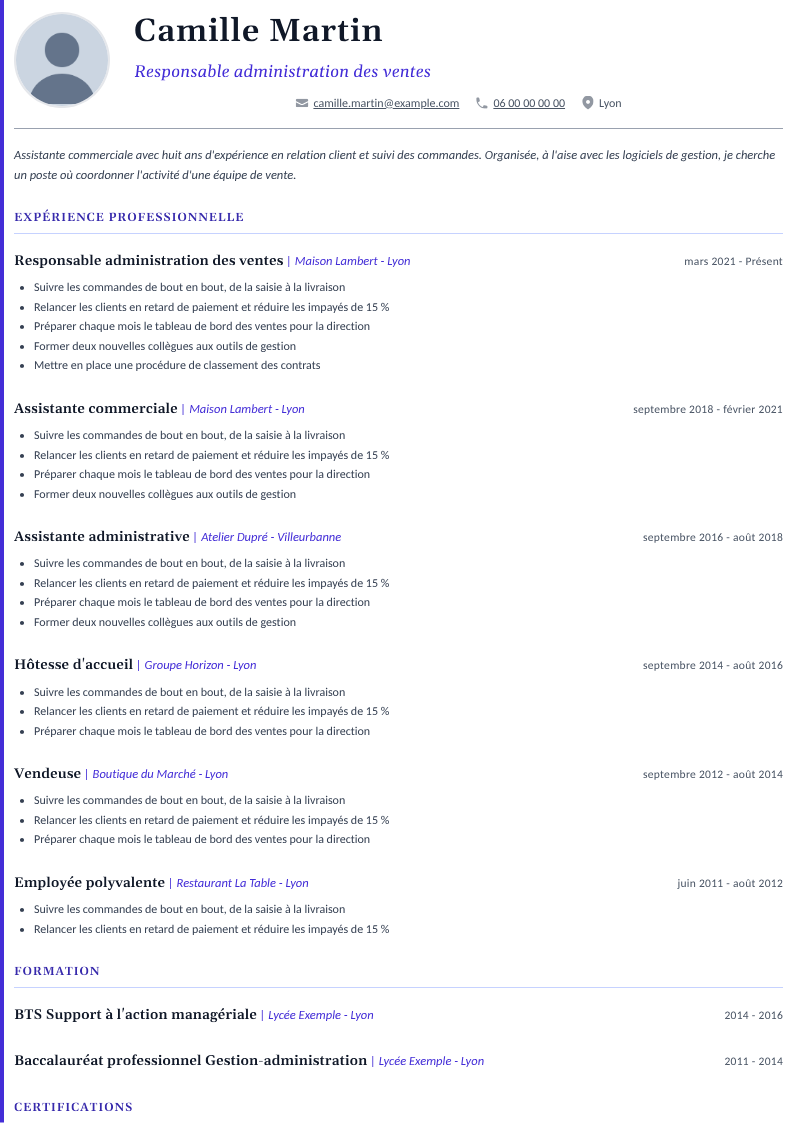 Camille Martin
Responsable administration des ventes
camille.martin@example.com 06 00 00 00 00 Lyon
Assistante commerciale avec huit ans d'expérience en relation client et suivi des commandes. Organisée, à l'aise avec les logiciels de gestion, je cherche
un poste où coordonner l'activité d'une équipe de vente.
EXPÉRIENCE PROFESSIONNELLE
Responsable administration des ventes | Maison Lambert - Lyon mars 2021 - Présent
• Suivre les commandes de bout en bout, de la saisie à la livraison
• Relancer les clients en retard de paiement et réduire les impayés de 15 %
• Préparer chaque mois le tableau de bord des ventes pour la direction
• Former deux nouvelles collègues aux outils de gestion
• Mettre en place une procédure de classement des contrats
Assistante commerciale | Maison Lambert - Lyon septembre 2018 - février 2021
• Suivre les commandes de bout en bout, de la saisie à la livraison
• Relancer les clients en retard de paiement et réduire les impayés de 15 %
• Préparer chaque mois le tableau de bord des ventes pour la direction
• Former deux nouvelles collègues aux outils de gestion
Assistante administrative | Atelier Dupré - Villeurbanne septembre 2016 - août 2018
• Suivre les commandes de bout en bout, de la saisie à la livraison
• Relancer les clients en retard de paiement et réduire les impayés de 15 %
• Préparer chaque mois le tableau de bord des ventes pour la direction
• Former deux nouvelles collègues aux outils de gestion
Hôtesse d'accueil | Groupe Horizon - Lyon septembre 2014 - août 2016
• Suivre les commandes de bout en bout, de la saisie à la livraison
• Relancer les clients en retard de paiement et réduire les impayés de 15 %
• Préparer chaque mois le tableau de bord des ventes pour la direction
Vendeuse | Boutique du Marché - Lyon septembre 2012 - août 2014
• Suivre les commandes de bout en bout, de la saisie à la livraison
• Relancer les clients en retard de paiement et réduire les impayés de 15 %
• Préparer chaque mois le tableau de bord des ventes pour la direction
Employée polyvalente | Restaurant La Table - Lyon juin 2011 - août 2012
• Suivre les commandes de bout en bout, de la saisie à la livraison
• Relancer les clients en retard de paiement et réduire les impayés de 15 %
FORMATION
BTS Support à l'action managériale | Lycée Exemple - Lyon 2014 - 2016
Baccalauréat professionnel Gestion-administration | Lycée Exemple - Lyon 2011 - 2014
CERTIFICATIONS